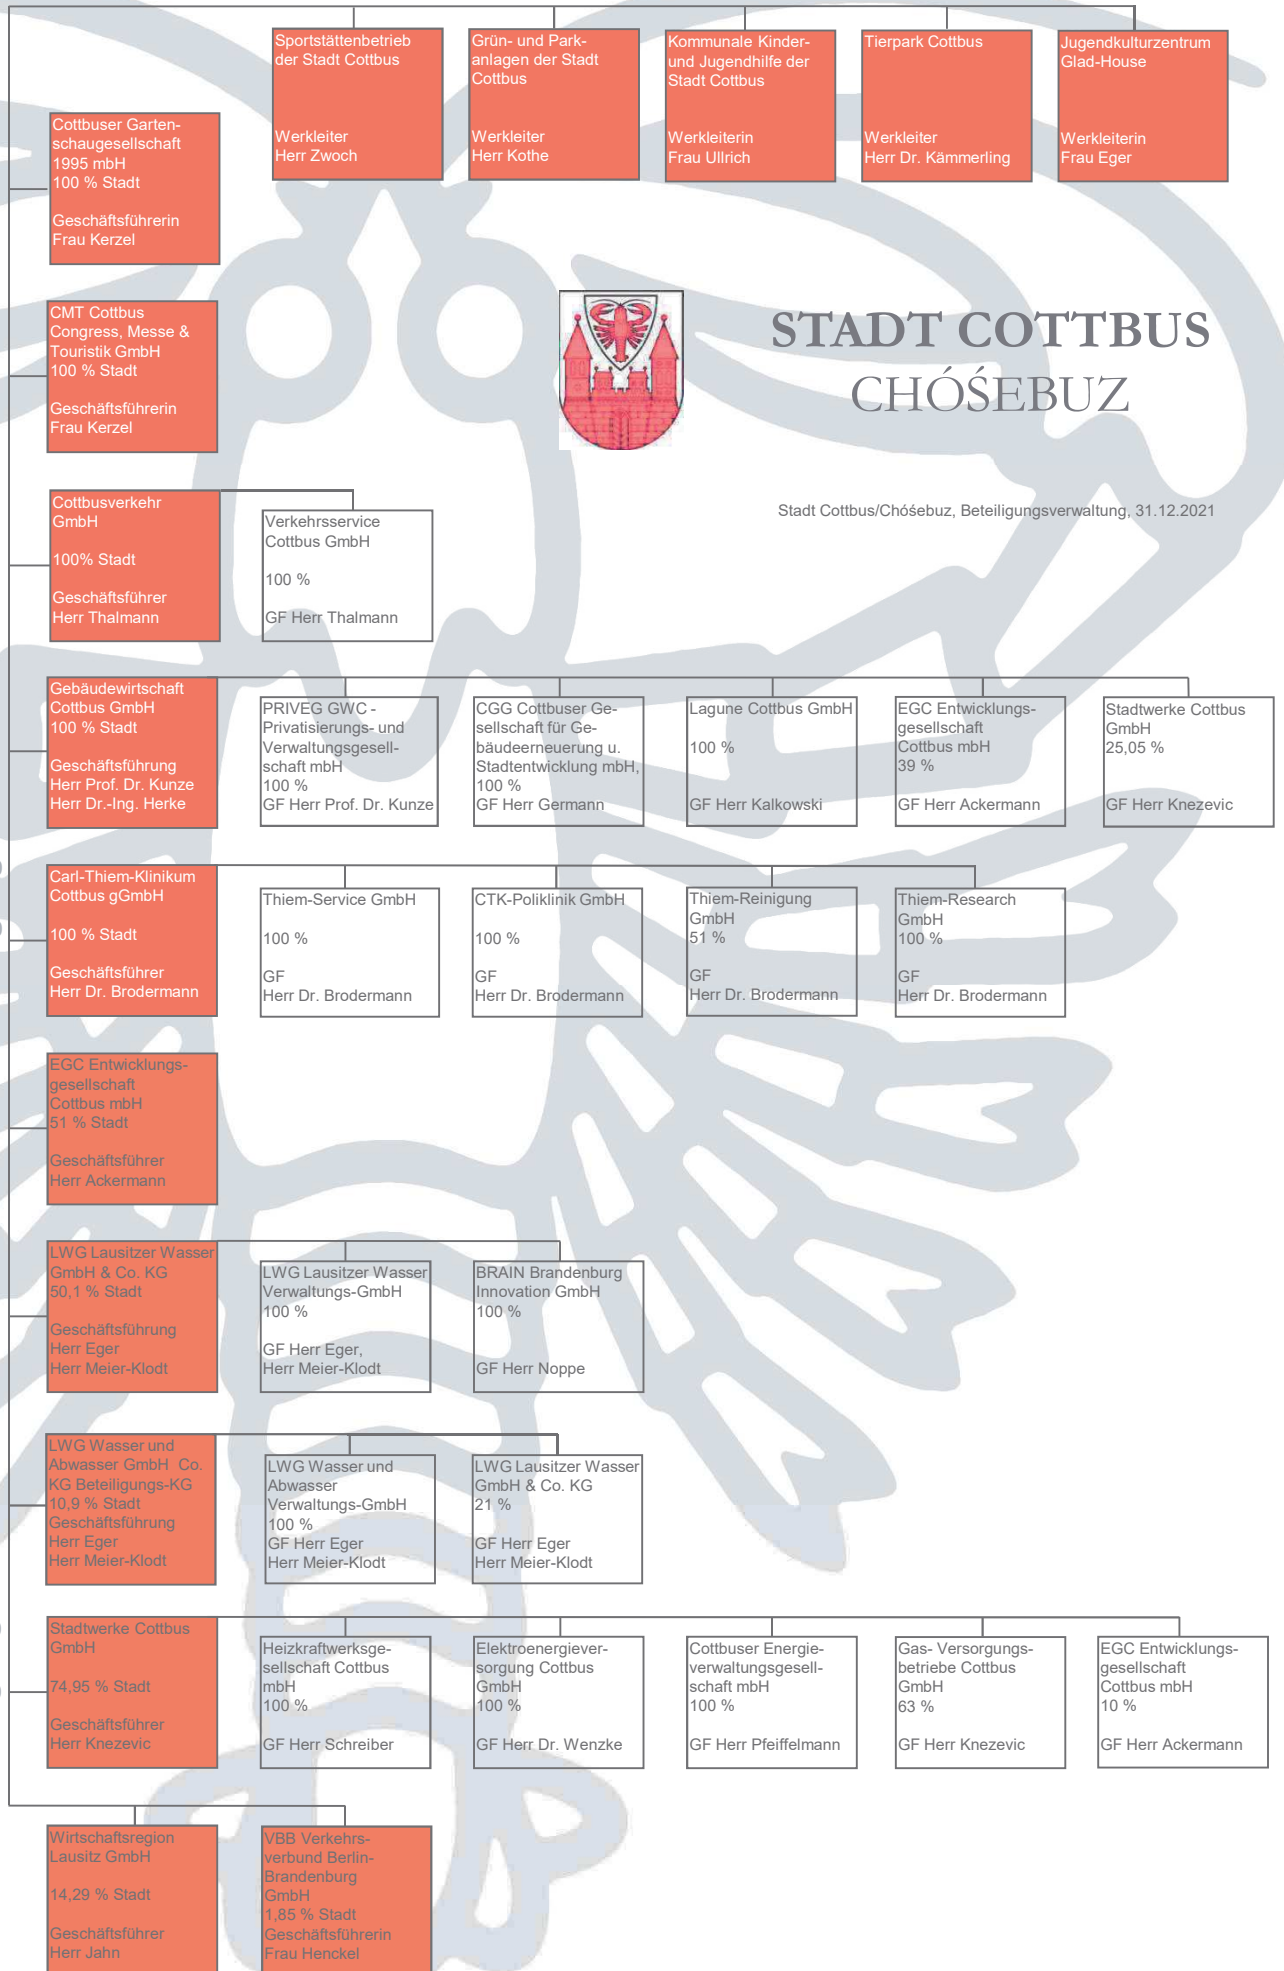 Sportstättenbetrieb
der Stadt Cottbus
Werkleiter
Herr Zwoch
Grün- und Park-
anlagen der Stadt
Cottbus
Werkleiter
Herr Kothe
Kommunale Kinder-
und Jugendhilfe der
Stadt Cottbus
Werkleiterin
Frau Ullrich
Tierpark Cottbus
Werkleiter
Herr Dr. Kämmerling
Jugendkulturzentrum
Glad-House
Werkleiterin
Frau Eger
Cottbuser Garten-
schaugesellschaft
1995 mbH
100 % Stadt
Geschäftsführerin
Frau Kerzel
CMT Cottbus
Congress, Messe &
Touristik GmbH
100 % Stadt
Geschäftsführerin
Frau Kerzel
STADT COTTBUS
CHÓŚEBUZ
Stadt Cottbus/Chóśebuz, Beteiligungsverwaltung, 31.12.2021
Cottbusverkehr
GmbH
100% Stadt
Geschäftsführer
Herr Thalmann
Verkehrsservice
Cottbus GmbH
100 %
GF Herr Thalmann
Gebäudewirtschaft
Cottbus GmbH
100 % Stadt
Geschäftsführung
Herr Prof. Dr. Kunze
Herr Dr.-Ing. Herke
PRIVEG GWC -
Privatisierungs- und
Verwaltungsgesell-
schaft mbH
100 %
GF Herr Prof. Dr. Kunze
CGG Cottbuser Ge-
sellschaft für Ge-
bäudeerneuerung u.
Stadtentwicklung mbH,
100 %
GF Herr Germann
Lagune Cottbus GmbH
100 %
GF Herr Kalkowski
EGC Entwicklungs-
gesellschaft
Cottbus mbH
39 %
GF Herr Ackermann
Stadtwerke Cottbus
GmbH
25,05 %
GF Herr Knezevic
Carl-Thiem-Klinikum
Cottbus gGmbH
100 % Stadt
Geschäftsführer
Herr Dr. Brodermann
Thiem-Service GmbH
100 %
GF
Herr Dr. Brodermann
CTK-Poliklinik GmbH
100 %
GF
Herr Dr. Brodermann
Thiem-Reinigung
GmbH
51 %
GF
Herr Dr. Brodermann
Thiem-Research
GmbH
100 %
GF
Herr Dr. Brodermann
EGC Entwicklungs-
gesellschaft
Cottbus mbH
51 % Stadt
Geschäftsführer
Herr Ackermann
LWG Lausitzer Wasser
GmbH & Co. KG
50,1 % Stadt
Geschäftsführung
Herr Eger
Herr Meier-Klodt
LWG Lausitzer Wasser
Verwaltungs-GmbH
100 %
GF Herr Eger,
Herr Meier-Klodt
BRAIN Brandenburg
Innovation GmbH
100 %
GF Herr Noppe
LWG Wasser und
Abwasser GmbH  Co.
KG Beteiligungs-KG
10,9 % Stadt
Geschäftsführung
Herr Eger
Herr Meier-Klodt
LWG Wasser und
Abwasser
Verwaltungs-GmbH
100 %
GF Herr Eger
Herr Meier-Klodt
LWG Lausitzer Wasser
GmbH & Co. KG
21 %
GF Herr Eger
Herr Meier-Klodt
Stadtwerke Cottbus
GmbH
74,95 % Stadt
Geschäftsführer
Herr Knezevic
Heizkraftwerksge-
sellschaft Cottbus
mbH
100 %
GF Herr Schreiber
Elektroenergiever-
sorgung Cottbus
GmbH
100 %
GF Herr Dr. Wenzke
Cottbuser Energie-
verwaltungsgesell-
schaft mbH
100 %
GF Herr Pfeiffelmann
Gas- Versorgungs-
betriebe Cottbus
GmbH
63 %
GF Herr Knezevic
EGC Entwicklungs-
gesellschaft
Cottbus mbH
10 %
GF Herr Ackermann
Wirtschaftsregion
Lausitz GmbH
14,29 % Stadt
Geschäftsführer
Herr Jahn
VBB Verkehrs-
verbund Berlin-
Brandenburg
GmbH
1,85 % Stadt
Geschäftsführerin
Frau Henckel